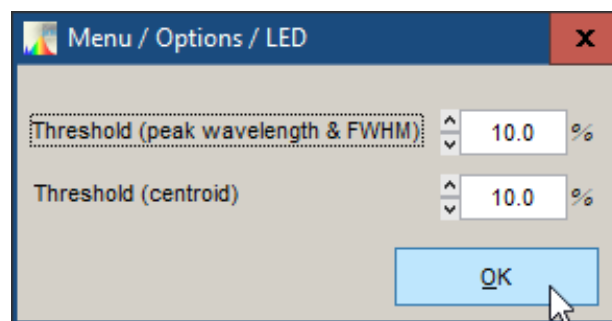 Menu / Options / LED
Threshold (peak wavelength & FWHM) 10.0 %
Threshold (centroid) 10.0 %
OK